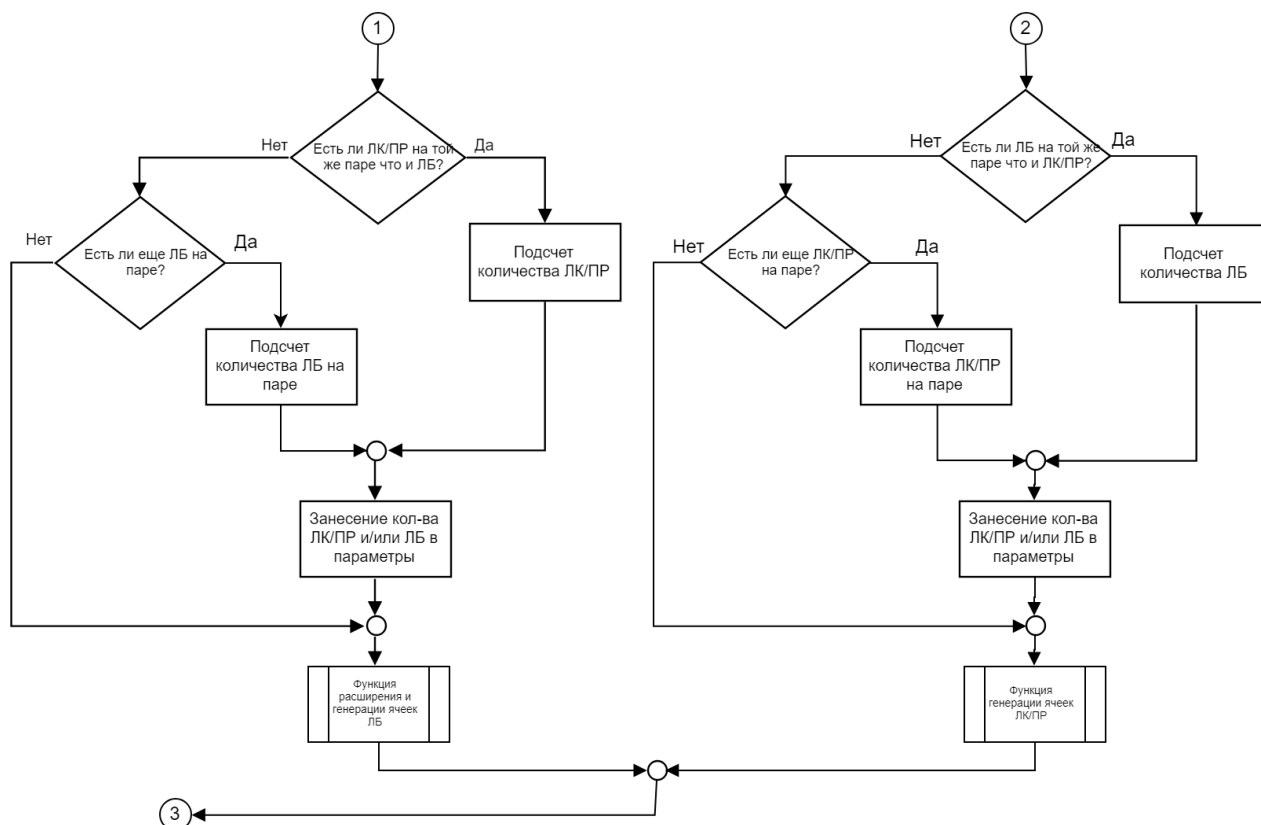 1
Нет
Есть ли ЛК/ПР на той
же паре что и ЛБ?
Да
Нет
Есть ли еще ЛБ на
паре?
Да
Подсчет
количества ЛК/ПР
Подсчет
количества ЛБ на
паре
Занесение кол-ва
ЛК/ПР и/или ЛБ в
параметры
Функция
расширения и
генерации ячеек
ЛБ
2
Нет
Есть ли ЛБ на той же
паре что и ЛК/ПР?
Да
Нет
Есть ли еще ЛК/ПР
на паре?
Да
Подсчет
количества ЛБ
Подсчет
количества ЛК/ПР
на паре
Занесение кол-ва
ЛК/ПР и/или ЛБ в
параметры
Функция
генерации ячеек
ЛК/ПР
3